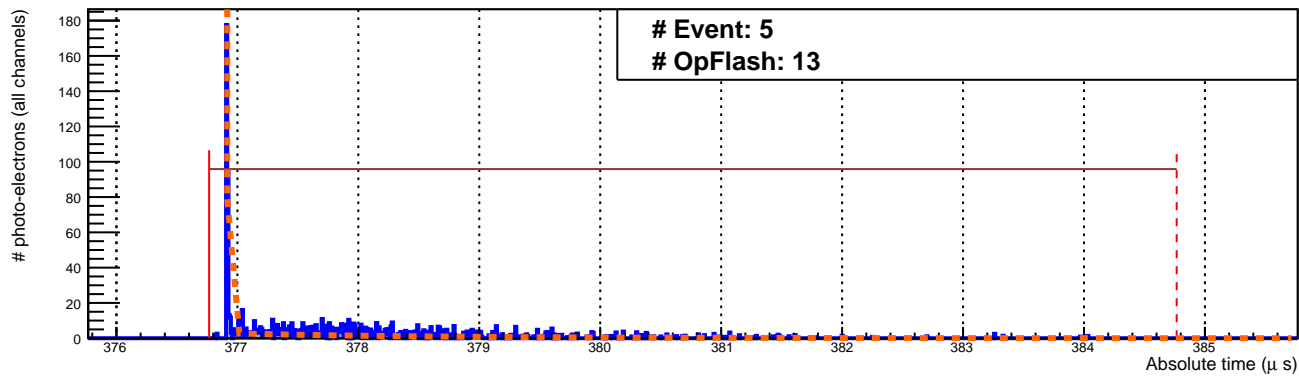 # Event: 5
# OpFlash: 13
# photo-electrons (all channels)
180
160
140
120
100
80
60
40
20
0
376 377 378 379 380 381 382 383 384 385
Absolute time (μ s)